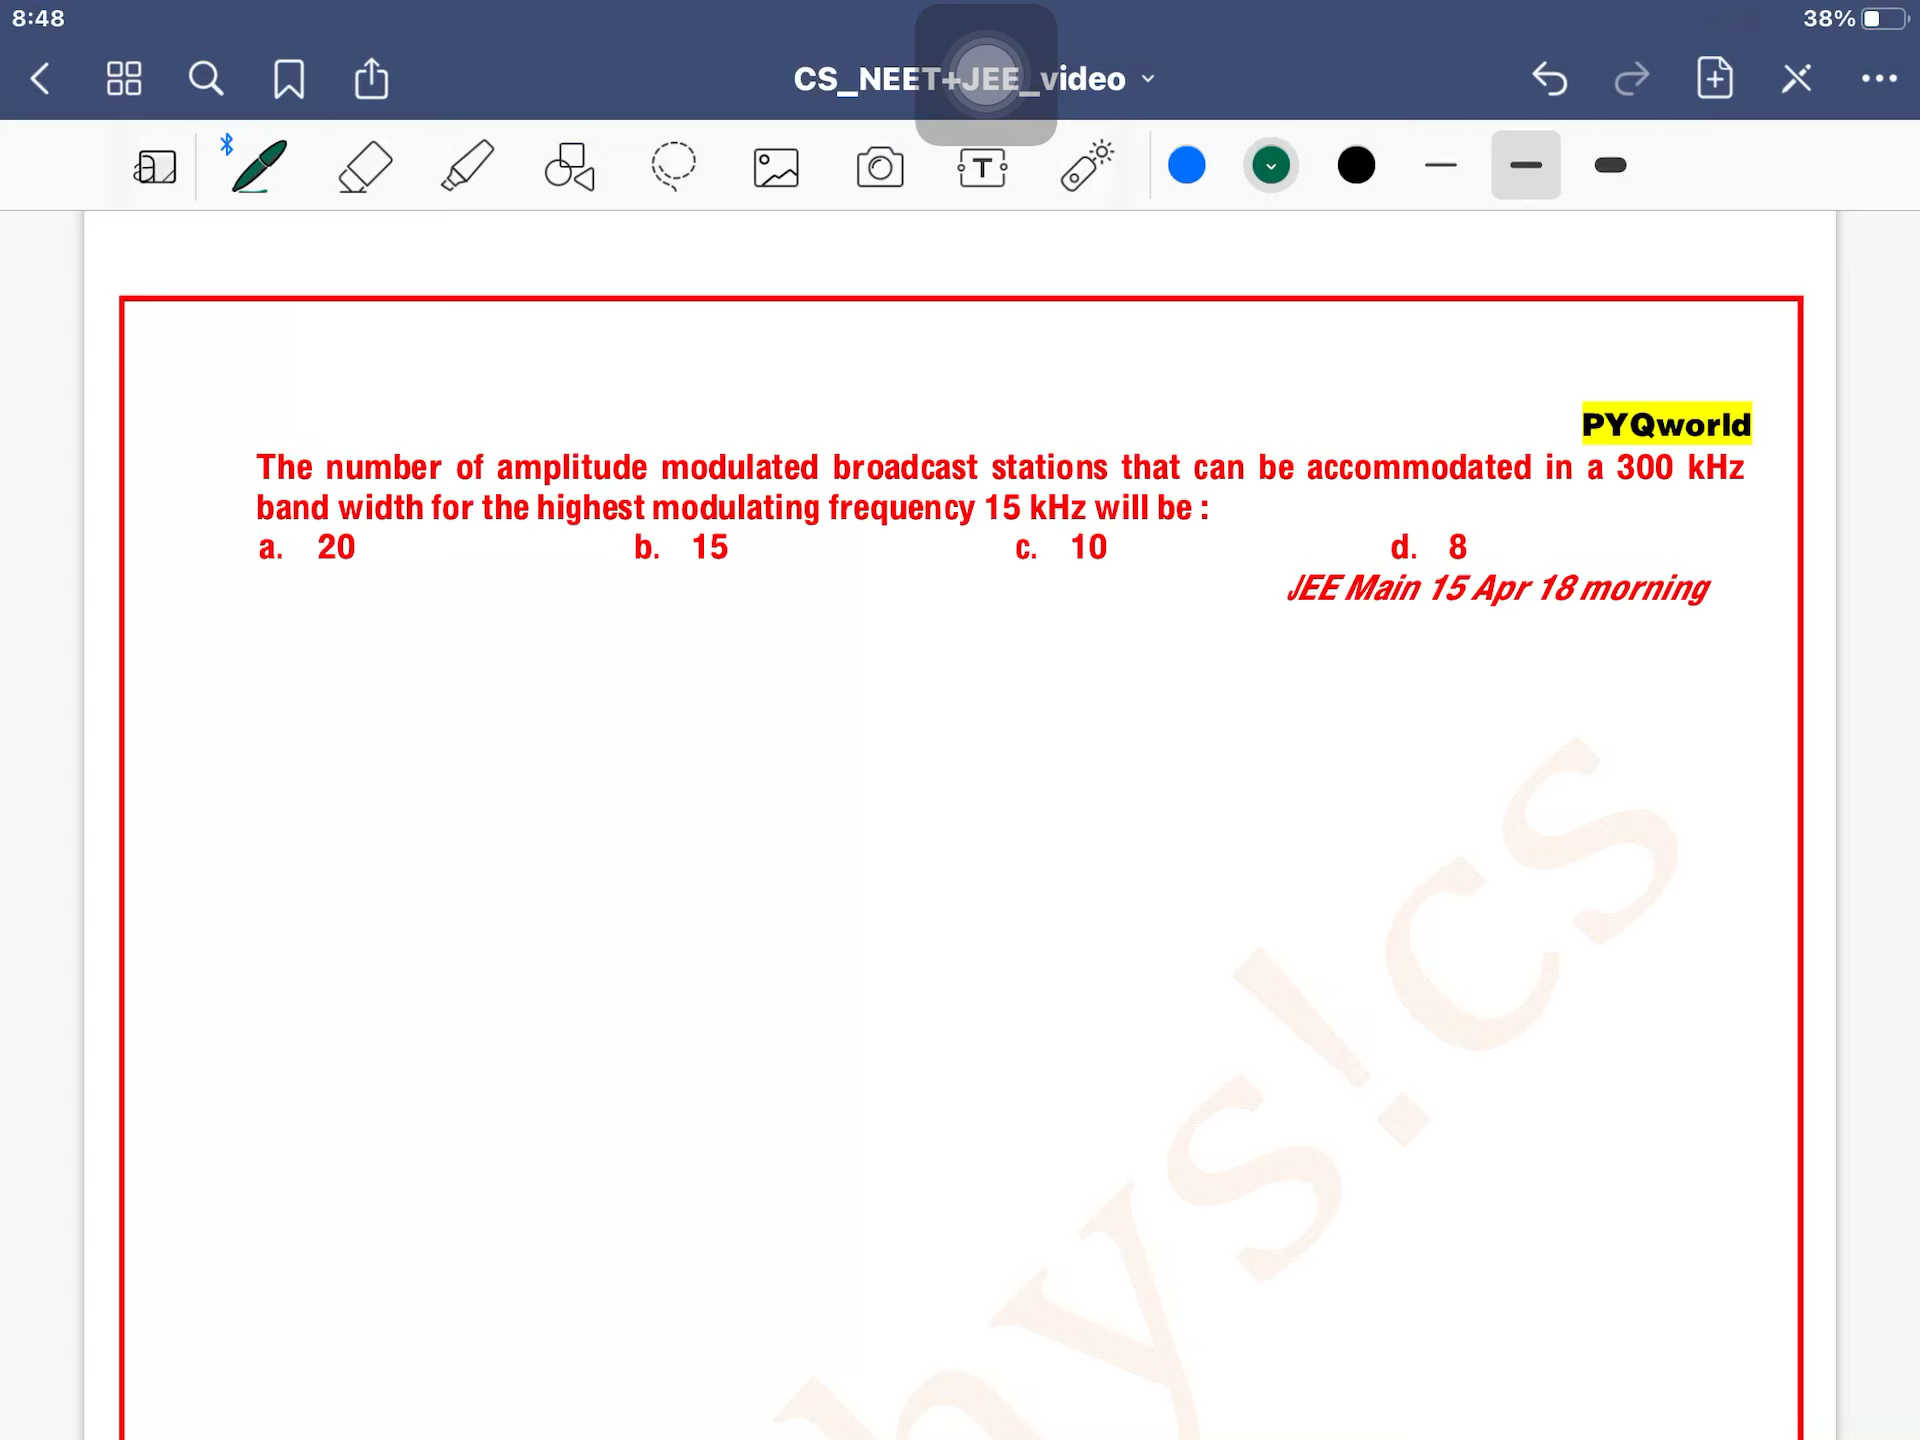 8:48
38%
CS_NEET+JEE_video
PYQworld
The number of amplitude modulated broadcast stations that can be accommodated in a 300 kHz
band width for the highest modulating frequency 15 kHz will be :
a. 20 b. 15 c. 10 d. 8
JEE Main 15 Apr 18 morning
hys!cs